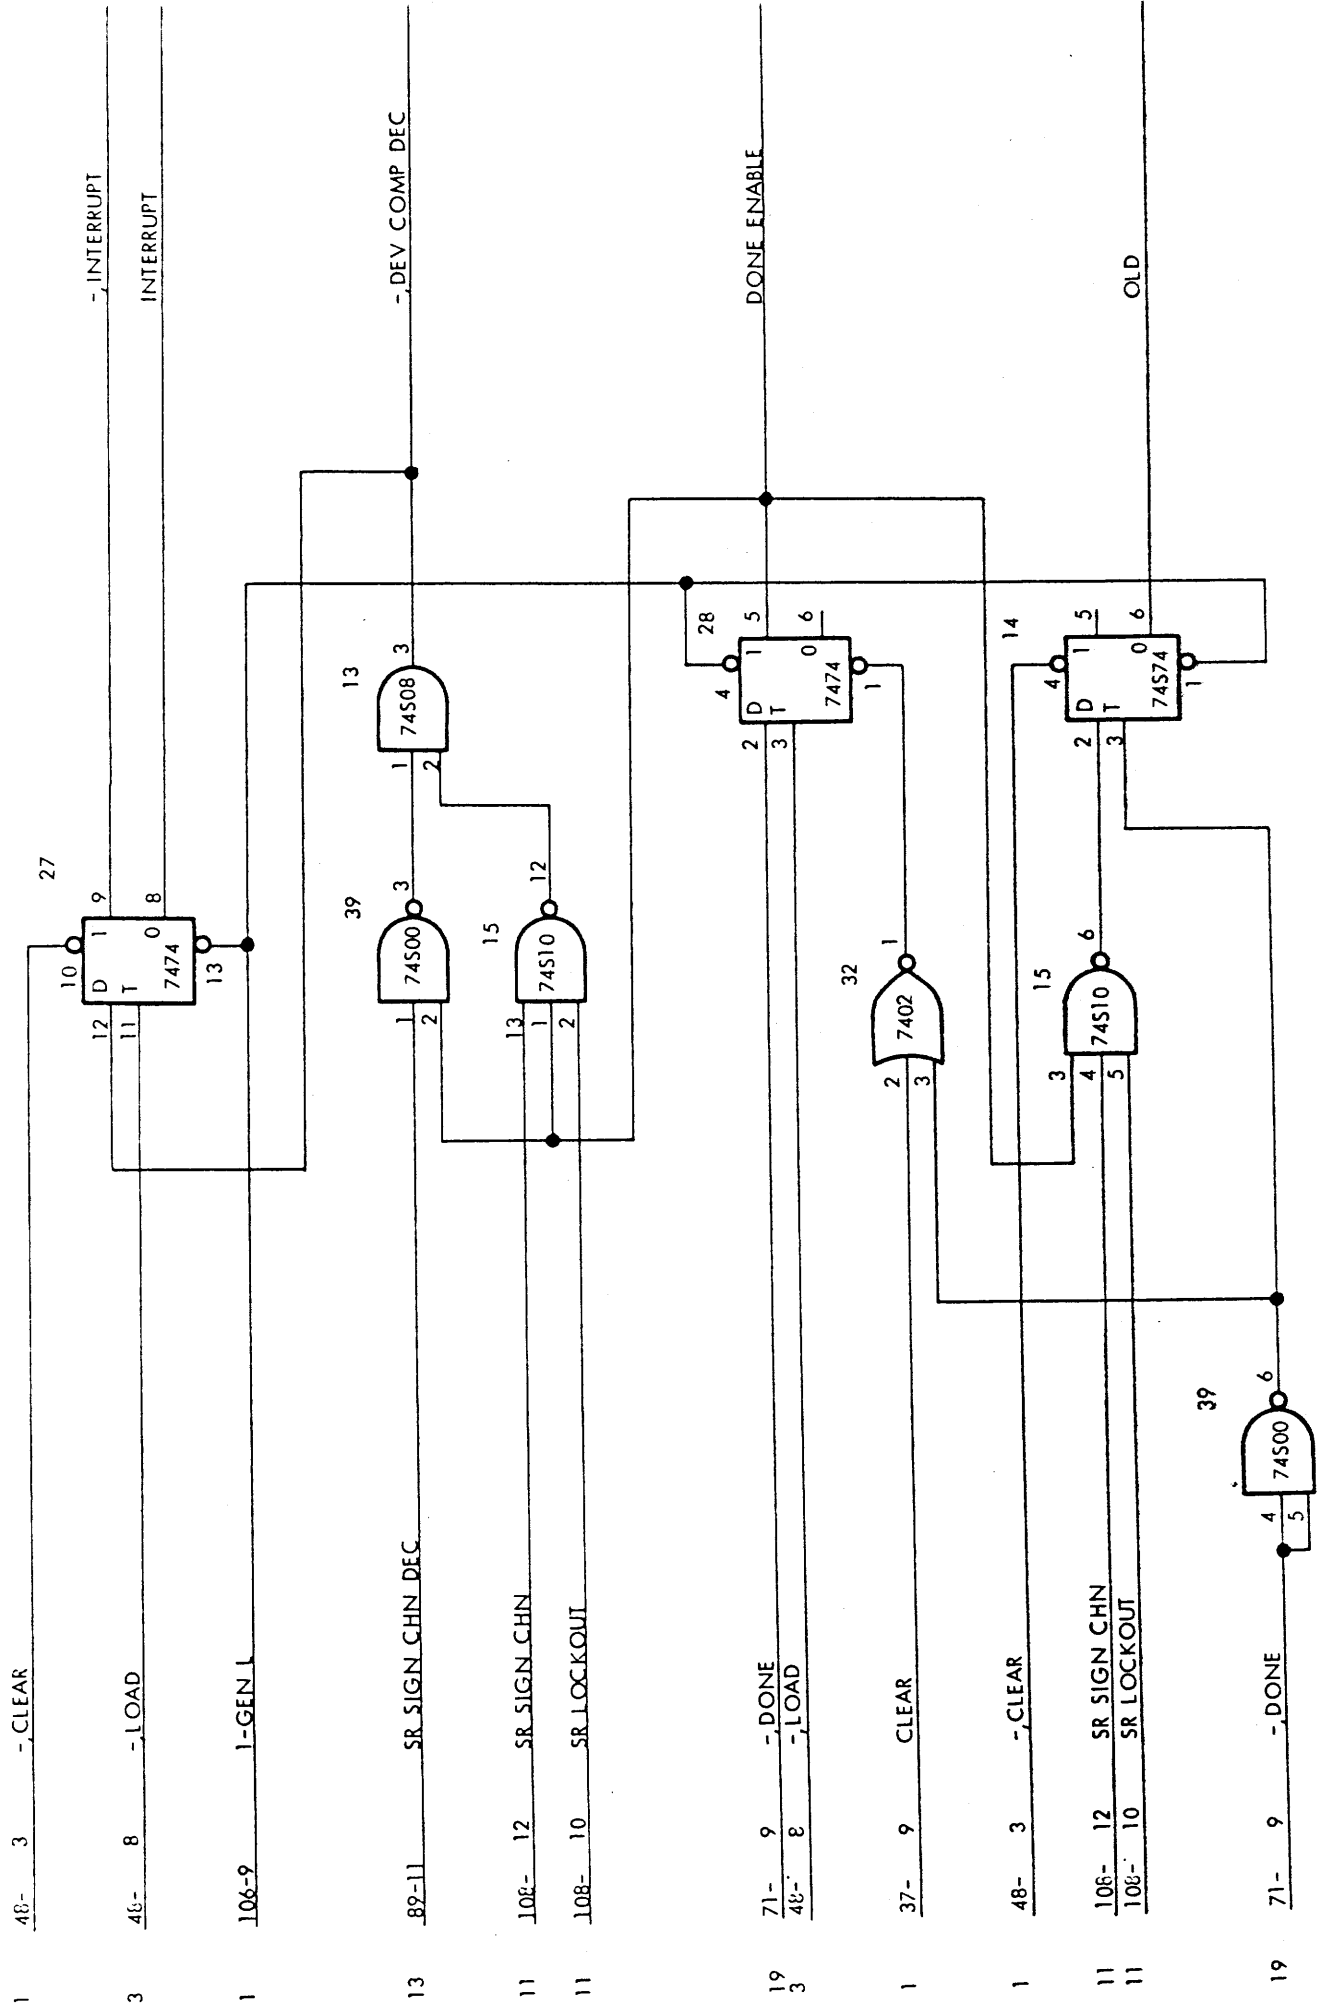 1 48- 3 -,CLEAR
3 48- 8 -,LOAD
1 106-9 1-GEN L
10
12 D 1 9
11 T 0 8
7474
13
27
-,INTERRUPT
INTERRUPT
13 89-11 SR SIGN CHN DEC
1
2
74S00
3
39
11 108- 12 SR SIGN CHN
11 108- 10 SR LOCKOUT
13
1
2
74S10
12
15
1
2
74S08
3
13
-,DEV COMP DEC
19 71- 9 -,DONE
3 48- 8 -,LOAD
4
2 D 1 5
3 T 0 6
7474
1
28
DONE ENABLE
1 37- 9 CLEAR
2
3
7402
1
32
1 48- 3 -,CLEAR
11 108- 12 SR SIGN CHN
11 108- 10 SR LOCKOUT
3
4
5
74S10
6
15
4
2 D 1 5
3 T 0 6
74S74
1
14
OLD
19 71- 9 -,DONE
4
5
74S00
6
39